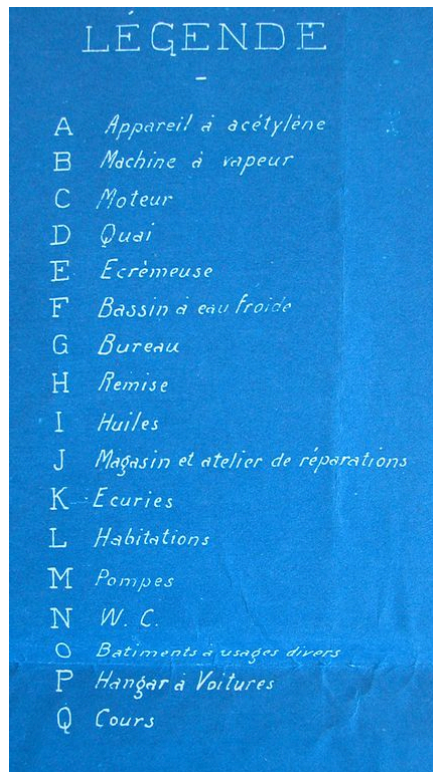 LÉGENDE
A Appareil à acétylène
B Machine à vapeur
C Moteur
D Quai
E Ecrèmeuse
F Bassin à eau froide
G Bureau
H Remise
I Huiles
J Magasin et atelier de réparations
K Ecuries
L Habitations
M Pompes
N W. C.
O Batiments à usages divers
P Hangar à Voitures
Q Cours